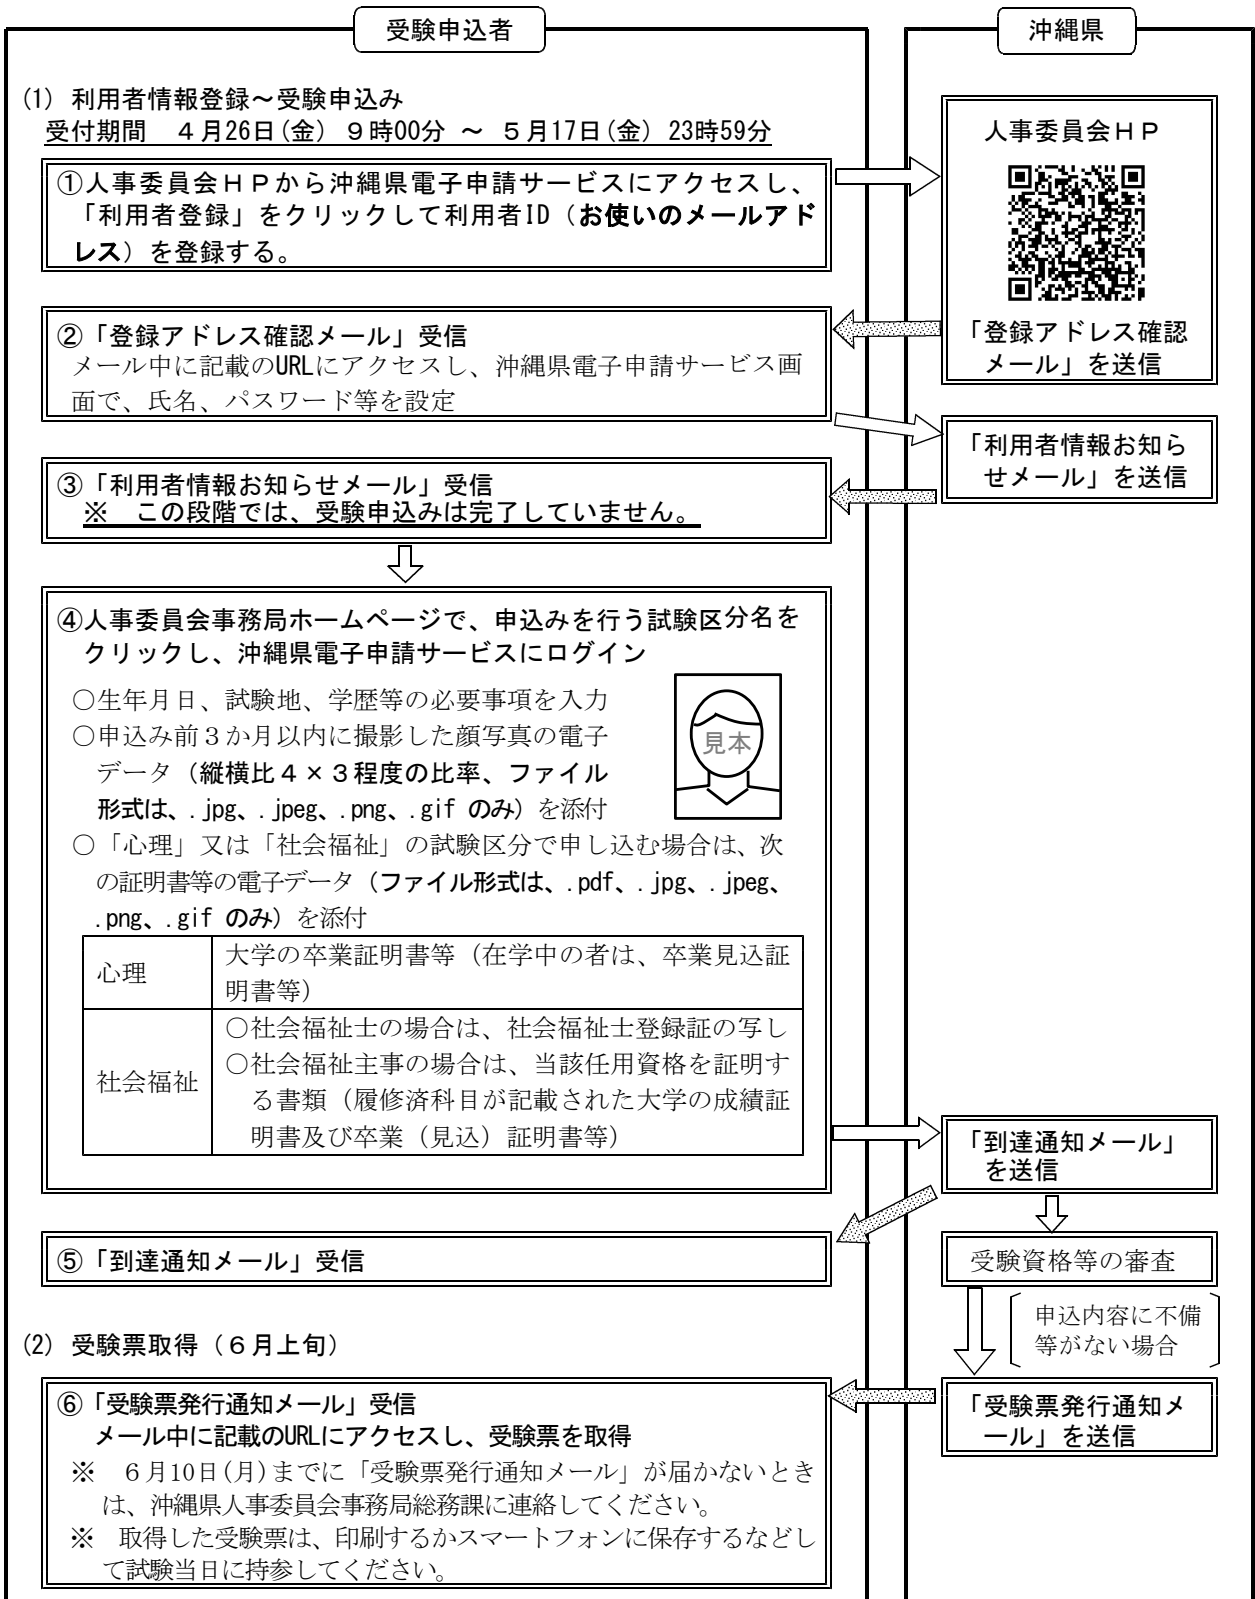 受験申込者
沖縄県
(1) 利用者情報登録～受験申込み
受付期間　４月26日(金) ９時00分 ～ ５月17日(金) 23時59分
①人事委員会ＨＰから沖縄県電子申請サービスにアクセスし、
「利用者登録」をクリックして利用者ID（お使いのメールアド
レス）を登録する。
人事委員会ＨＰ
「登録アドレス確認
メール」を送信
②「登録アドレス確認メール」受信
メール中に記載のURLにアクセスし、沖縄県電子申請サービス画
面で、氏名、パスワード等を設定
「利用者情報お知ら
せメール」を送信
③「利用者情報お知らせメール」受信
※　この段階では、受験申込みは完了していません。
④人事委員会事務局ホームページで、申込みを行う試験区分名を
クリックし、沖縄県電子申請サービスにログイン
○生年月日、試験地、学歴等の必要事項を入力
○申込み前３か月以内に撮影した顔写真の電子
データ（縦横比４×３程度の比率、ファイル
形式は、.jpg、.jpeg、.png、.gif のみ）を添付
見本
○「心理」又は「社会福祉」の試験区分で申し込む場合は、次
の証明書等の電子データ（ファイル形式は、.pdf、.jpg、.jpeg、
.png、.gif のみ）を添付
心理
大学の卒業証明書等（在学中の者は、卒業見込証
明書等）
社会福祉
○社会福祉士の場合は、社会福祉士登録証の写し
○社会福祉主事の場合は、当該任用資格を証明す
る書類（履修済科目が記載された大学の成績証
明書及び卒業（見込）証明書等）
「到達通知メール」
を送信
⑤「到達通知メール」受信
受験資格等の審査
申込内容に不備
等がない場合
(2) 受験票取得（６月上旬）
⑥「受験票発行通知メール」受信
メール中に記載のURLにアクセスし、受験票を取得
※　６月10日(月)までに「受験票発行通知メール」が届かないとき
は、沖縄県人事委員会事務局総務課に連絡してください。
※　取得した受験票は、印刷するかスマートフォンに保存するなどし
て試験当日に持参してください。
「受験票発行通知メ
ール」を送信